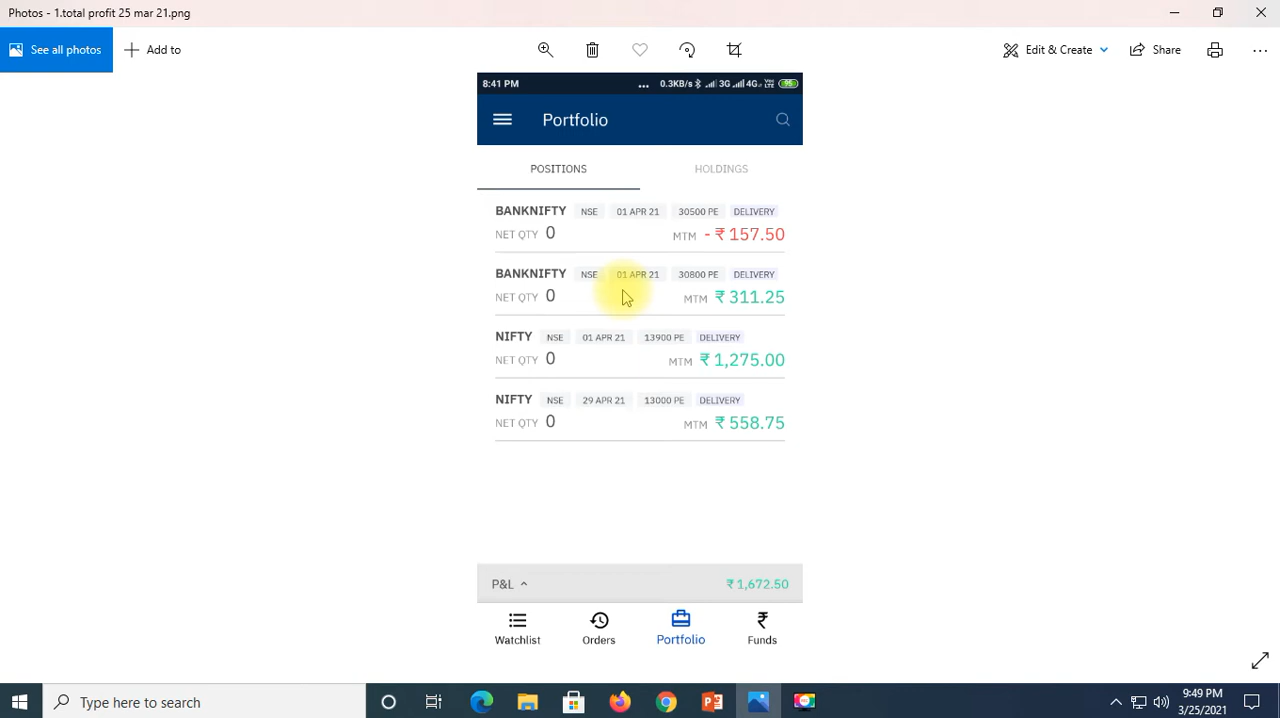 Photos - 1.total profit 25 mar 21.png
See all photos Add to Edit & Create Share
8:41 PM ... 0.3KB/s 3G 4G Vo LTE 95
Portfolio
POSITIONS HOLDINGS
BANKNIFTY NSE 01 APR 21 30500 PE DELIVERY
NET QTY 0 MTM - ₹ 157.50
BANKNIFTY NSE 01 APR 21 30800 PE DELIVERY
NET QTY 0 MTM ₹ 311.25
NIFTY NSE 01 APR 21 13900 PE DELIVERY
NET QTY 0 MTM ₹ 1,275.00
NIFTY NSE 29 APR 21 13000 PE DELIVERY
NET QTY 0 MTM ₹ 558.75
P&L ₹ 1,672.50
Watchlist Orders Portfolio Funds
Type here to search
9:49 PM
3/25/2021